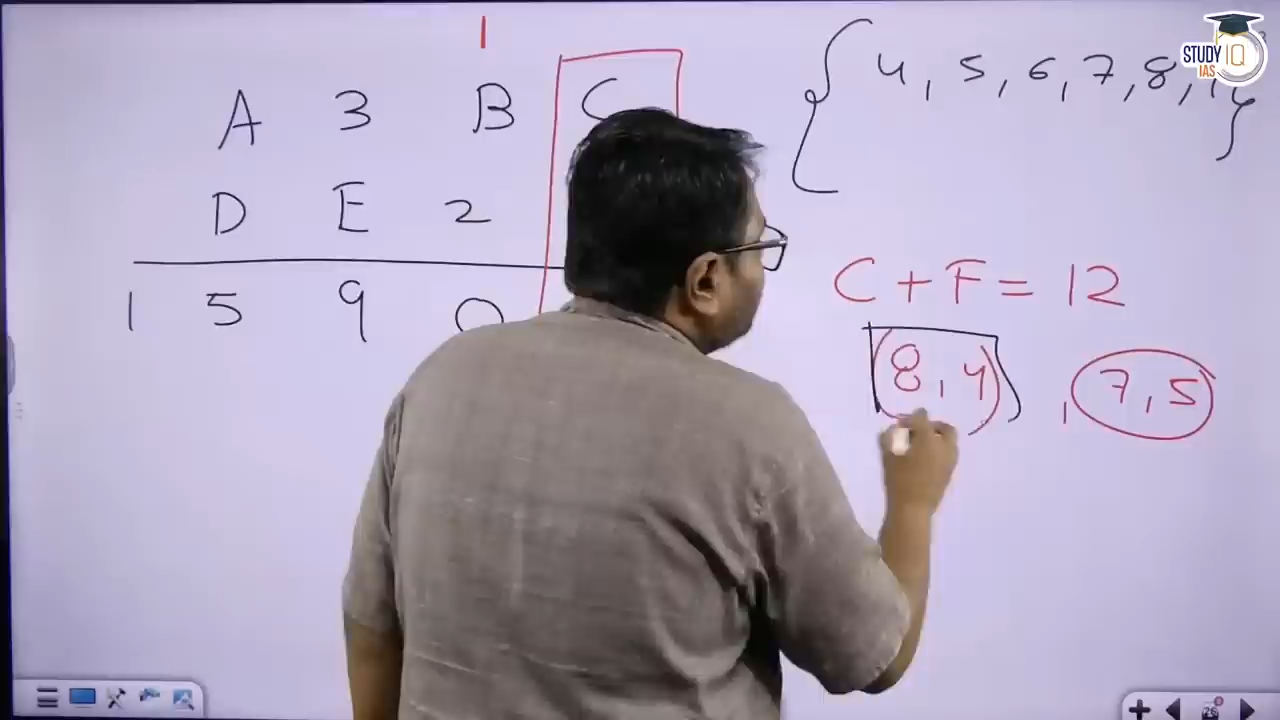 1
A 3 B C
D E 2
1 5 9 0
4, 5, 6, 7, 8,
C + F = 12
(8, 4), (7, 5)
STUDY IQ
IAS
26